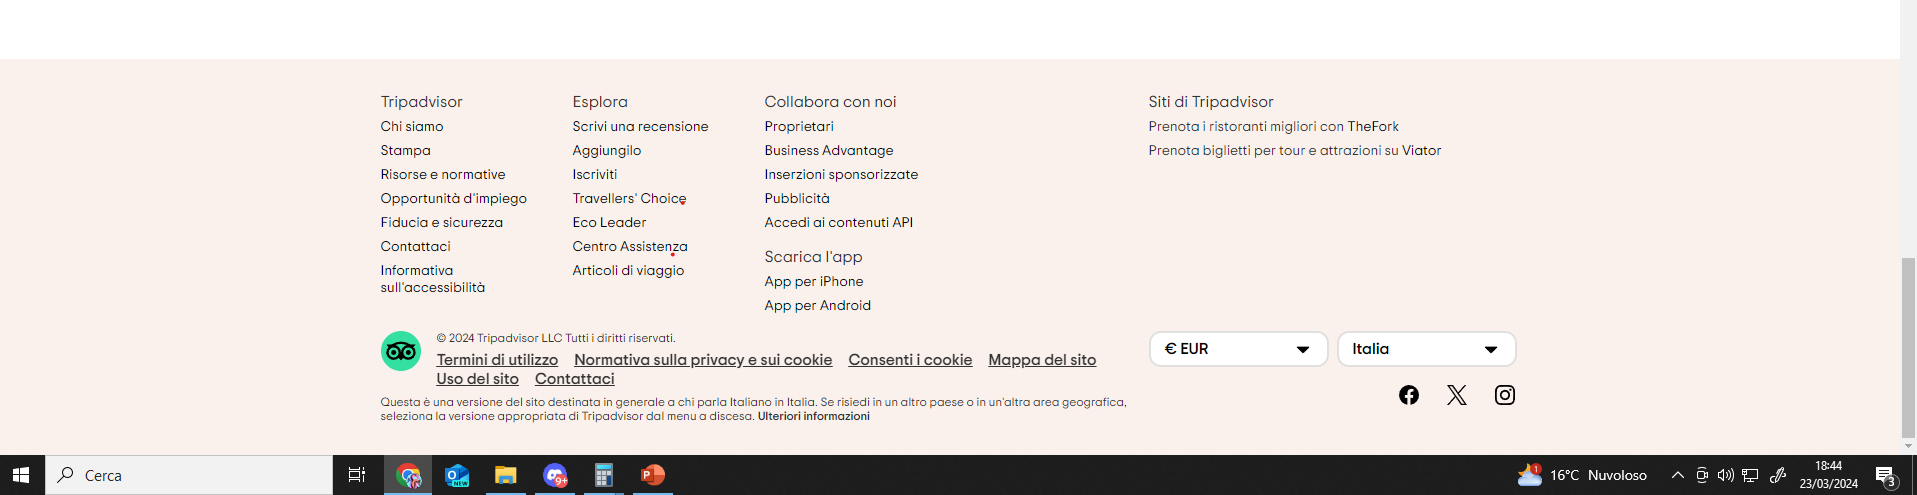 Tripadvisor
Chi siamo
Stampa
Risorse e normative
Opportunità d'impiego
Fiducia e sicurezza
Contattaci
Informativa
sull'accessibilità
Esplora
Scrivi una recensione
Aggiungilo
Iscriviti
Travellers' Choice
Eco Leader
Centro Assistenza
Articoli di viaggio
Collabora con noi
Proprietari
Business Advantage
Inserzioni sponsorizzate
Pubblicità
Accedi ai contenuti API
Scarica l'app
App per iPhone
App per Android
Siti di Tripadvisor
Prenota i ristoranti migliori con TheFork
Prenota biglietti per tour e attrazioni su Viator
© 2024 Tripadvisor LLC Tutti i diritti riservati.
Termini di utilizzo Normativa sulla privacy e sui cookie Consenti i cookie Mappa del sito
Uso del sito Contattaci
Questa è una versione del sito destinata in generale a chi parla Italiano in Italia. Se risiedi in un altro paese o in un'altra area geografica,
seleziona la versione appropriata di Tripadvisor dal menu a discesa. Ulteriori informazioni
€ EUR
Italia
Cerca
NEW
9+
1
16°C Nuvoloso
18:44
23/03/2024
3